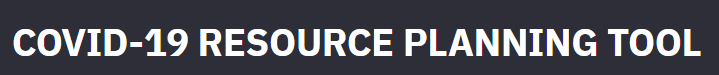 COVID-19 RESOURCE PLANNING TOOL